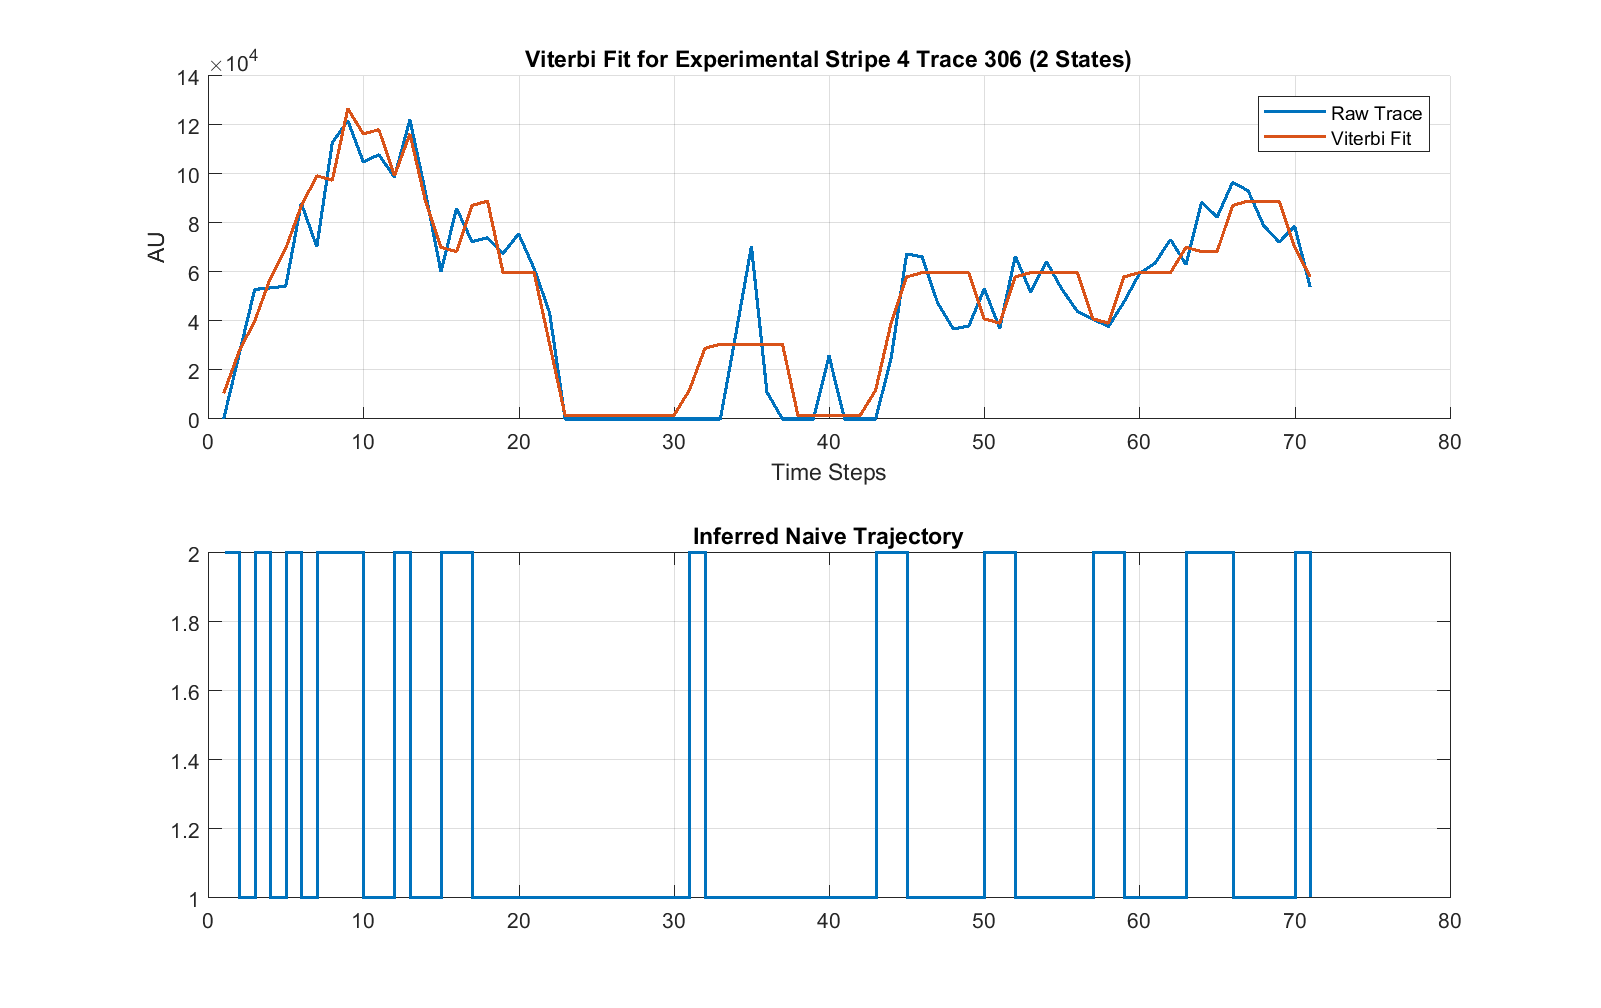 Viterbi Fit for Experimental Stripe 4 Trace 306 (2 States)
×10^4
14
12
10
8
6
4
2
0
AU
Raw Trace
Viterbi Fit
0 10 20 30 40 50 60 70 80
Time Steps
Inferred Naive Trajectory
2
1.8
1.6
1.4
1.2
1
0 10 20 30 40 50 60 70 80